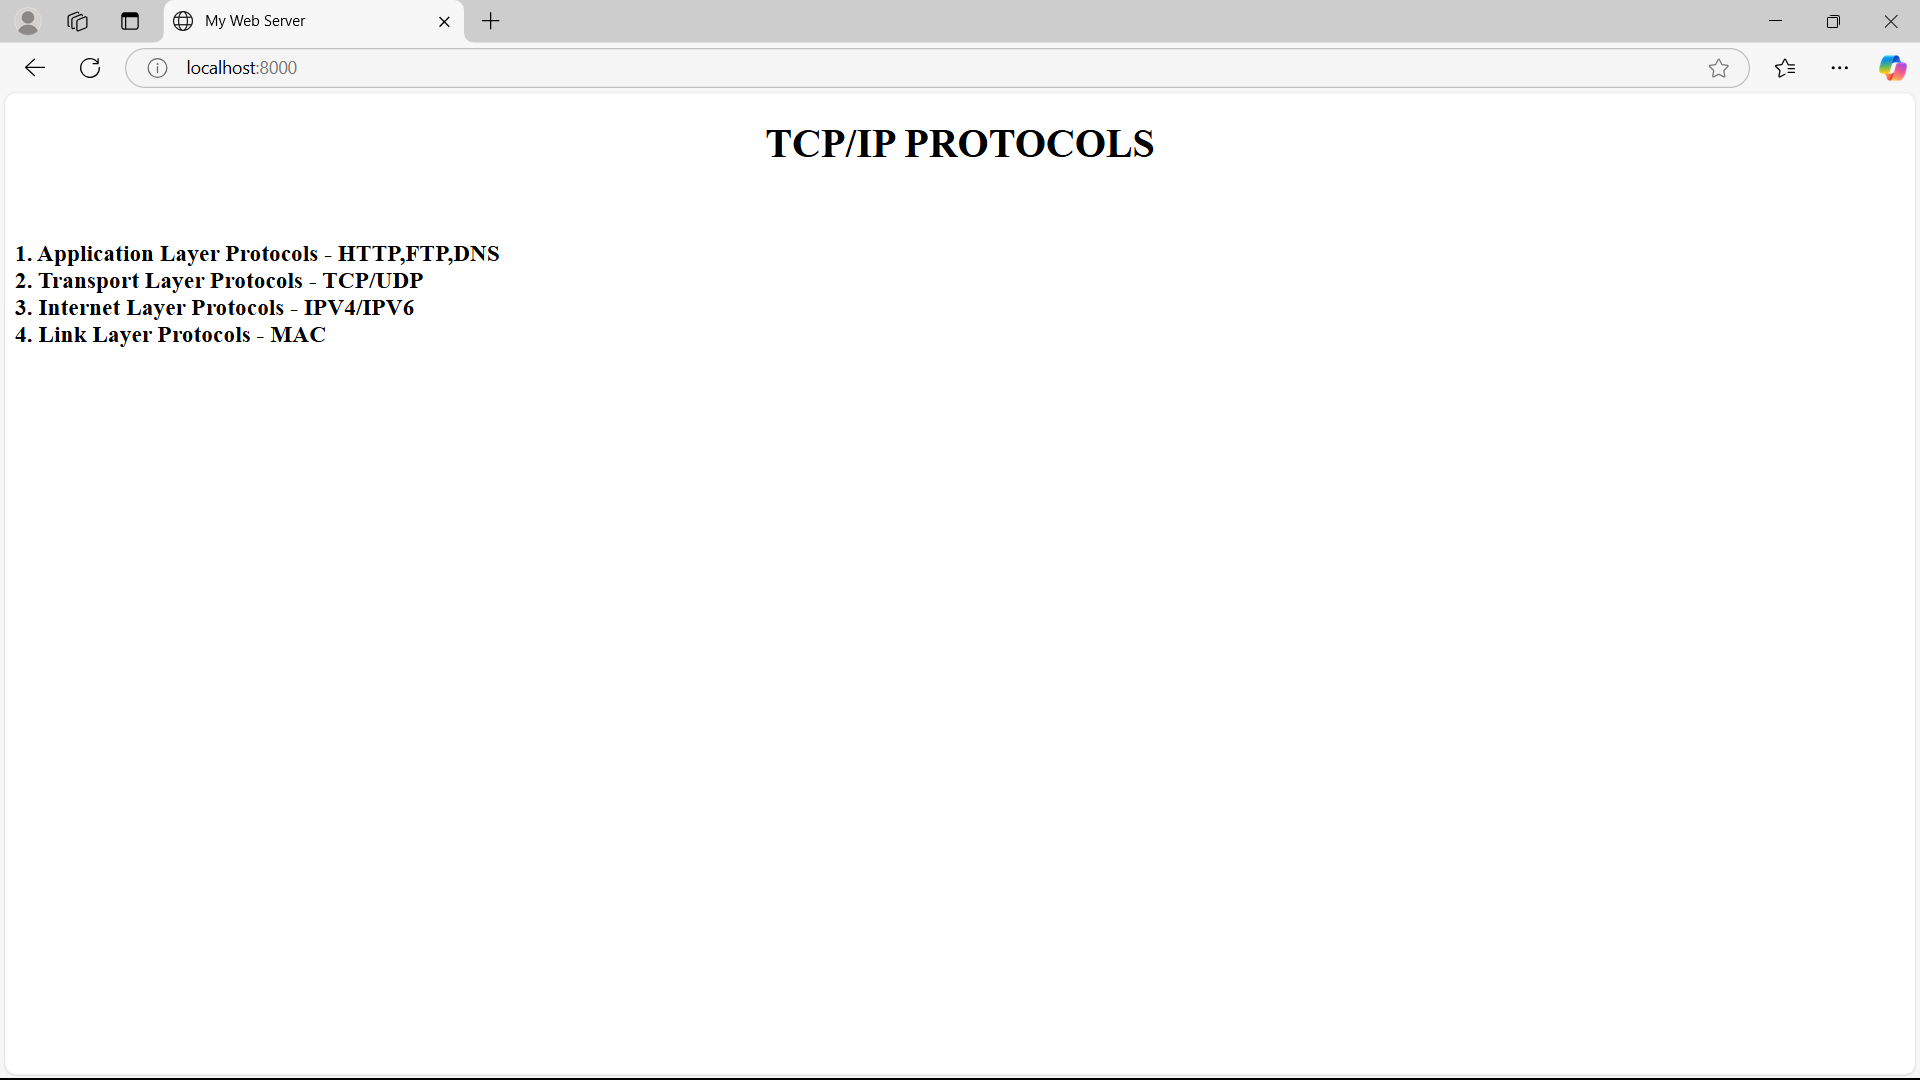 My Web Server
localhost:8000
TCP/IP PROTOCOLS
1. Application Layer Protocols - HTTP,FTP,DNS
2. Transport Layer Protocols - TCP/UDP
3. Internet Layer Protocols - IPV4/IPV6
4. Link Layer Protocols - MAC